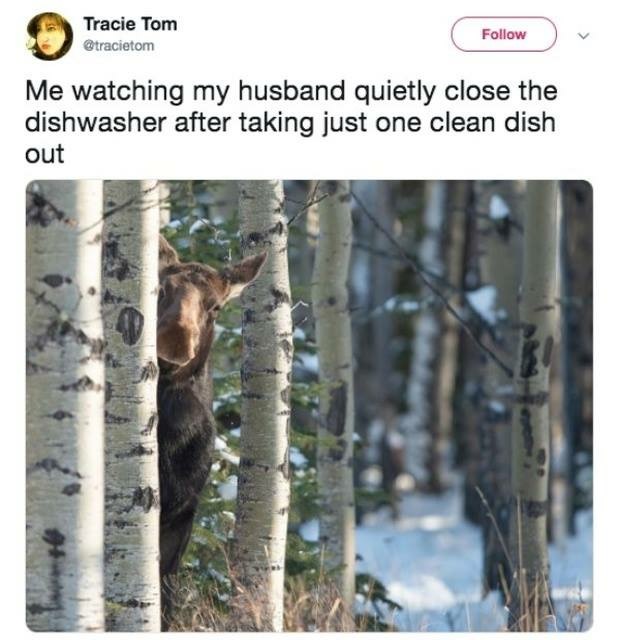 Tracie Tom
Follow
@tracietom
Me watching my husband quietly close the
dishwasher after taking just one clean dish
out